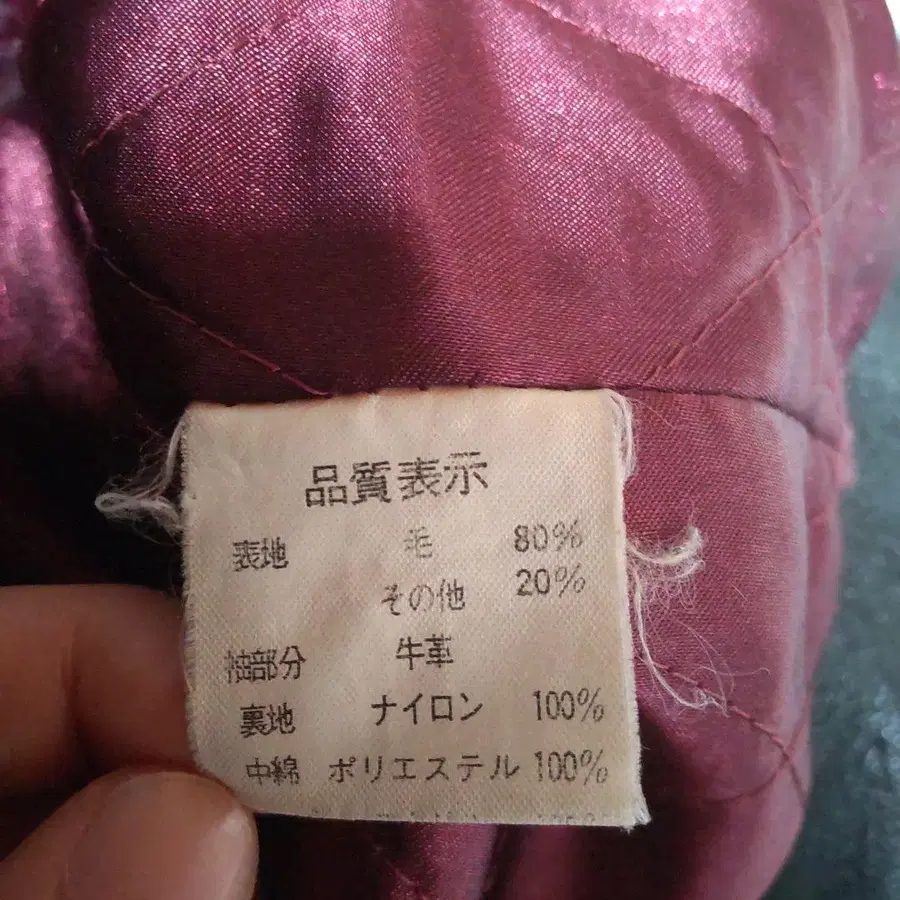 品質表示
表地 毛 80%
その他 20%
袖部分 牛革
裏地 ナイロン 100%
中綿 ポリエステル 100%